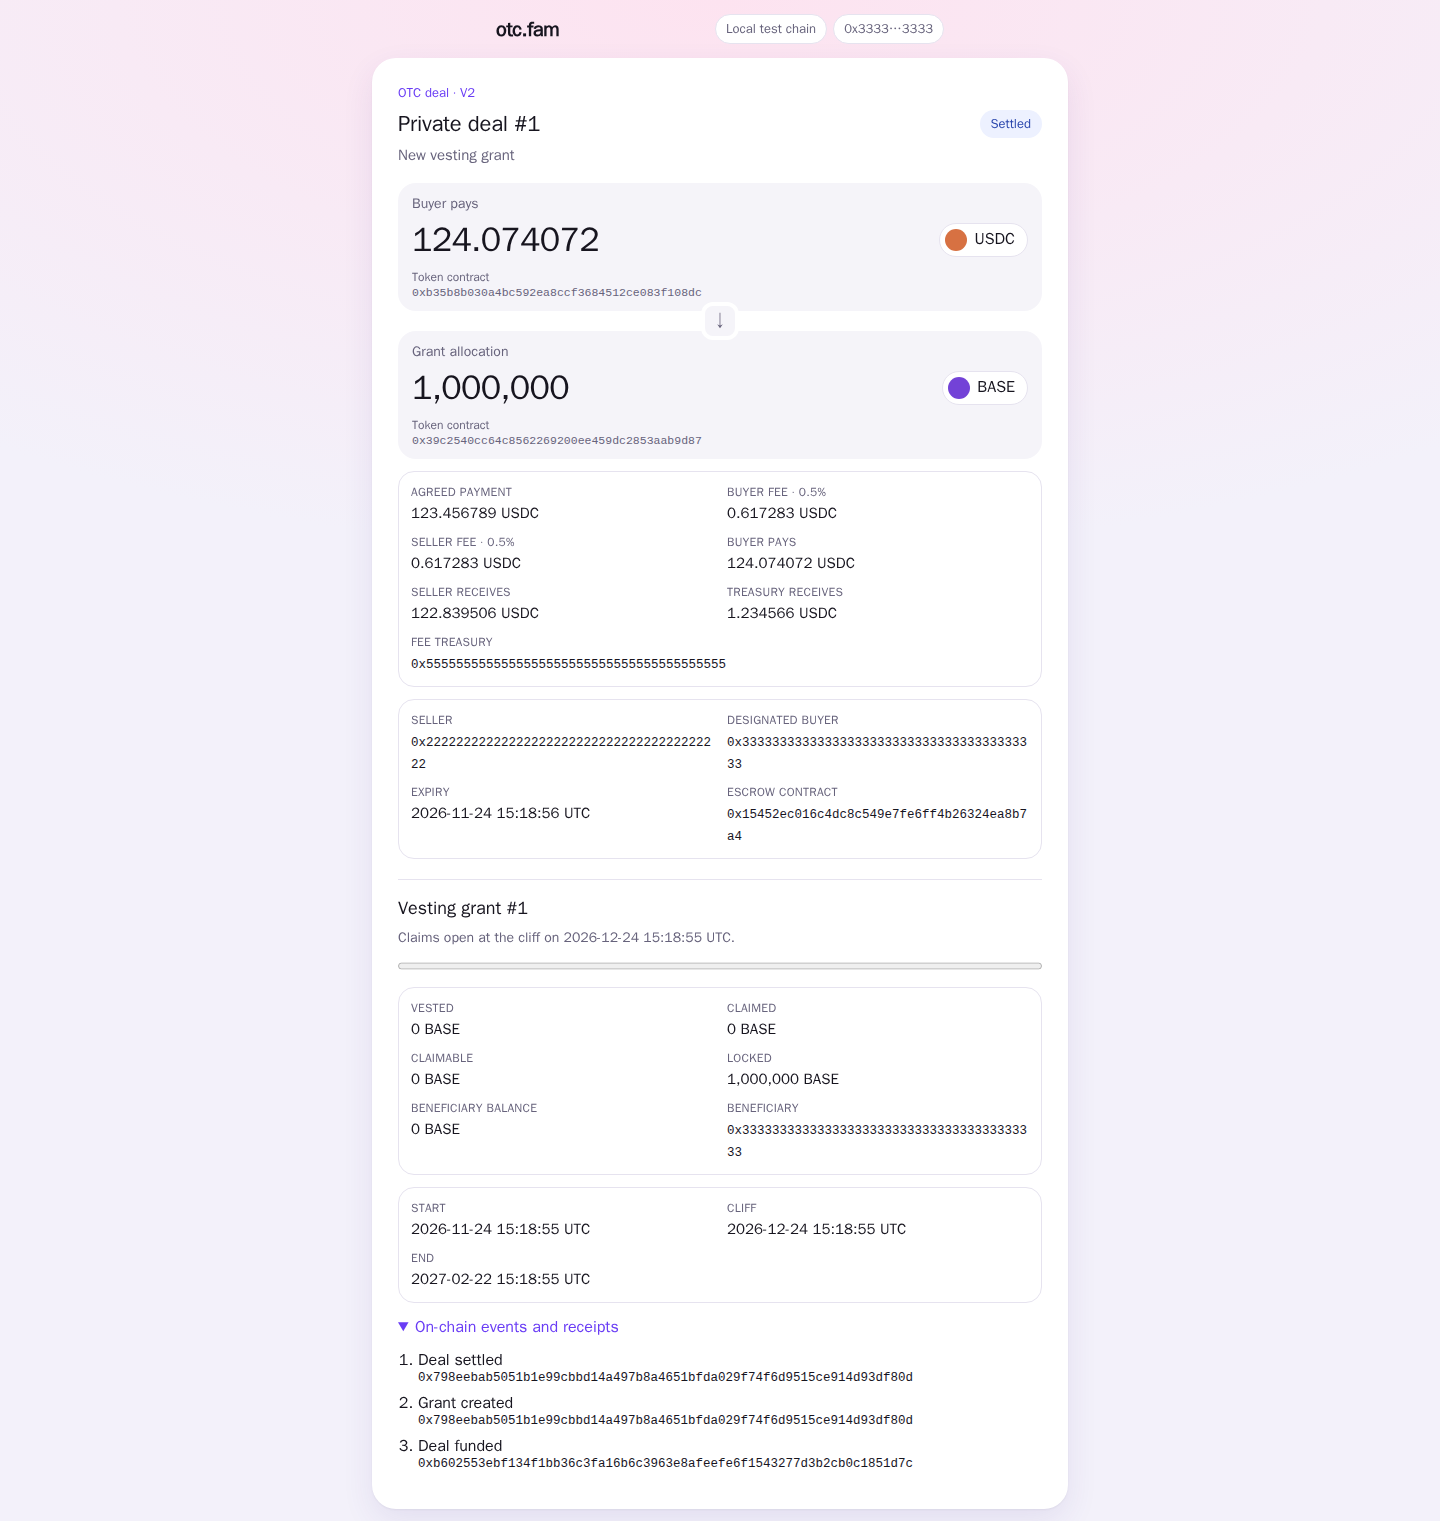 otc.fam
Local test chain
0x3333···3333
OTC deal · V2
Private deal #1
Settled
New vesting grant
Buyer pays
124.074072
USDC
Token contract
0xb35b8b030a4bc592ea8ccf3684512ce083f108dc
↓
Grant allocation
1,000,000
BASE
Token contract
0x39c2540cc64c8562269200ee459dc2853aab9d87
AGREED PAYMENT
123.456789 USDC
BUYER FEE · 0.5%
0.617283 USDC
SELLER FEE · 0.5%
0.617283 USDC
BUYER PAYS
124.074072 USDC
SELLER RECEIVES
122.839506 USDC
TREASURY RECEIVES
1.234566 USDC
FEE TREASURY
0x5555555555555555555555555555555555555555
SELLER
0x22222222222222222222222222222222222222
22
DESIGNATED BUYER
0x33333333333333333333333333333333333333
33
EXPIRY
2026-11-24 15:18:56 UTC
ESCROW CONTRACT
0x15452ec016c4dc8c549e7fe6ff4b26324ea8b7
a4
Vesting grant #1
Claims open at the cliff on 2026-12-24 15:18:55 UTC.
VESTED
0 BASE
CLAIMED
0 BASE
CLAIMABLE
0 BASE
LOCKED
1,000,000 BASE
BENEFICIARY BALANCE
0 BASE
BENEFICIARY
0x33333333333333333333333333333333333333
33
START
2026-11-24 15:18:55 UTC
CLIFF
2026-12-24 15:18:55 UTC
END
2027-02-22 15:18:55 UTC
▼ On-chain events and receipts
1. Deal settled
0x798eebab5051b1e99cbbd14a497b8a4651bfda029f74f6d9515ce914d93df80d
2. Grant created
0x798eebab5051b1e99cbbd14a497b8a4651bfda029f74f6d9515ce914d93df80d
3. Deal funded
0xb602553ebf134f1bb36c3fa16b6c3963e8afeefe6f1543277d3b2cb0c1851d7c